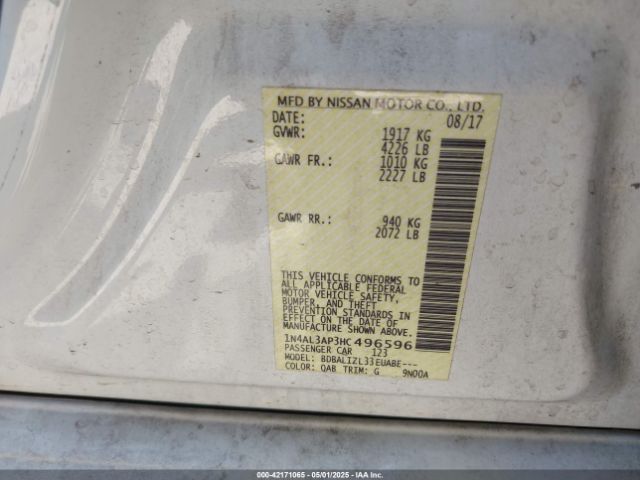 MFD BY NISSAN MOTOR CO., LTD.
DATE: 08/17
GVWR: 1917 KG
4226 LB
GAWR FR.: 1010 KG
2227 LB
GAWR RR.: 940 KG
2072 LB
THIS VEHICLE CONFORMS TO
ALL APPLICABLE FEDERAL
MOTOR VEHICLE SAFETY,
BUMPER, AND THEFT
PREVENTION STANDARDS IN
EFFECT ON THE DATE OF
MANUFACTURE SHOWN ABOVE.
1N4AL3AP3HC496596
PASSENGER CAR 123
MODEL: BDBALIZL33EUABE---
COLOR: QAB TRIM: G 9N00A
000-42171065 - 05/01/2025 - IAAI Inc.